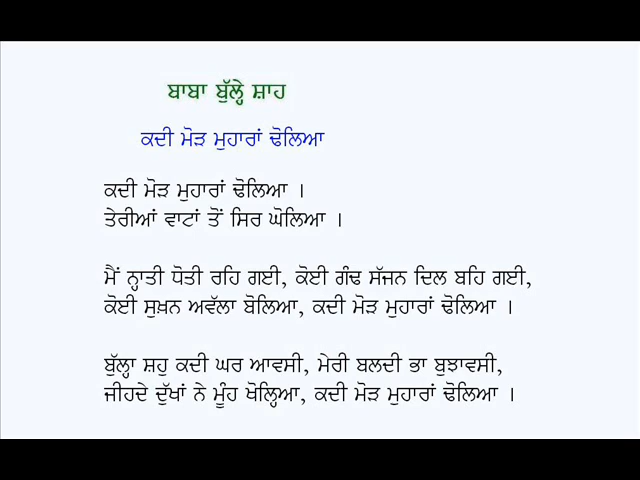 ਬਾਬਾ ਬੁੱਲ੍ਹੇ ਸ਼ਾਹ
ਕਦੀ ਮੋੜ ਮੁਹਾਰਾਂ ਢੋਲਿਆ
ਕਦੀ ਮੋੜ ਮੁਹਾਰਾਂ ਢੋਲਿਆ ।
ਤੇਰੀਆਂ ਵਾਟਾਂ ਤੋਂ ਸਿਰ ਘੋਲਿਆ ।
ਮੈਂ ਨ੍ਹਾਤੀ ਧੋਤੀ ਰਹਿ ਗਈ, ਕੋਈ ਗੰਢ ਸੱਜਨ ਦਿਲ ਬਹਿ ਗਈ,
ਕੋਈ ਸੁਖ਼ਨ ਅਵੱਲਾ ਬੋਲਿਆ, ਕਦੀ ਮੋੜ ਮੁਹਾਰਾਂ ਢੋਲਿਆ ।
ਬੁੱਲ੍ਹਾ ਸ਼ਹੁ ਕਦੀ ਘਰ ਆਵਸੀ, ਮੇਰੀ ਬਲਦੀ ਭਾ ਬੁਝਾਵਸੀ,
ਜੀਹਦੇ ਦੁੱਖਾਂ ਨੇ ਮੂੰਹ ਖੋਲ੍ਹਿਆ, ਕਦੀ ਮੋੜ ਮੁਹਾਰਾਂ ਢੋਲਿਆ ।